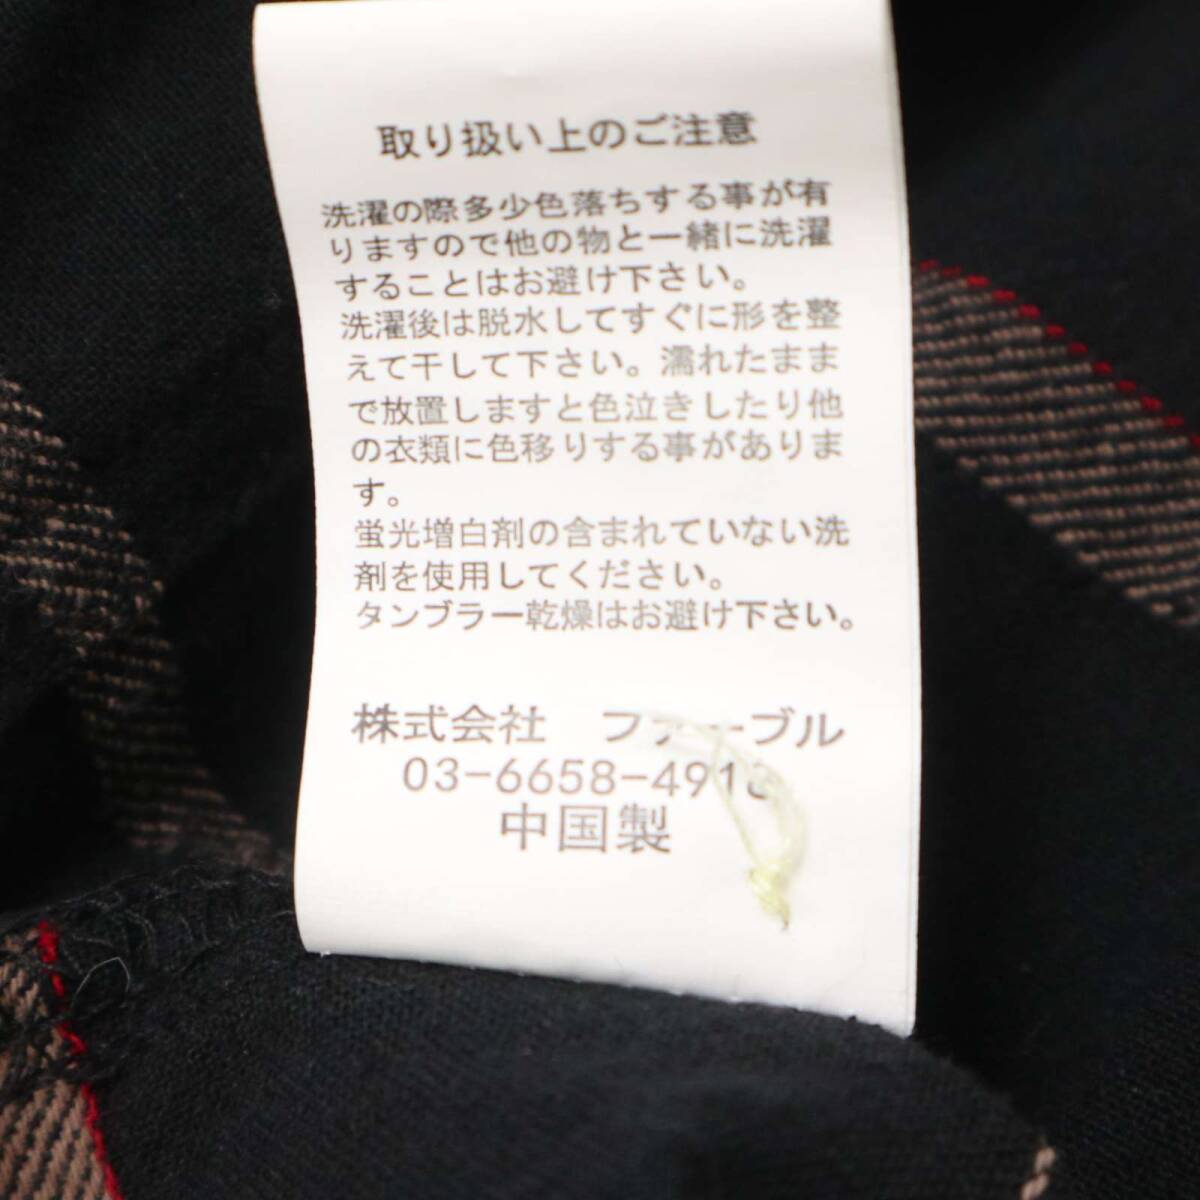 取り扱い上のご注意
洗濯の際多少色落ちする事が有
りますので他の物と一緒に洗濯
することはお避け下さい。
洗濯後は脱水してすぐに形を整
えて干して下さい。濡れたまま
で放置しますと色泣きしたり他
の衣類に色移りする事がありま
す。
蛍光増白剤の含まれていない洗
剤を使用してください。
タンブラー乾燥はお避け下さい。
株式会社 ファーブル
中国製